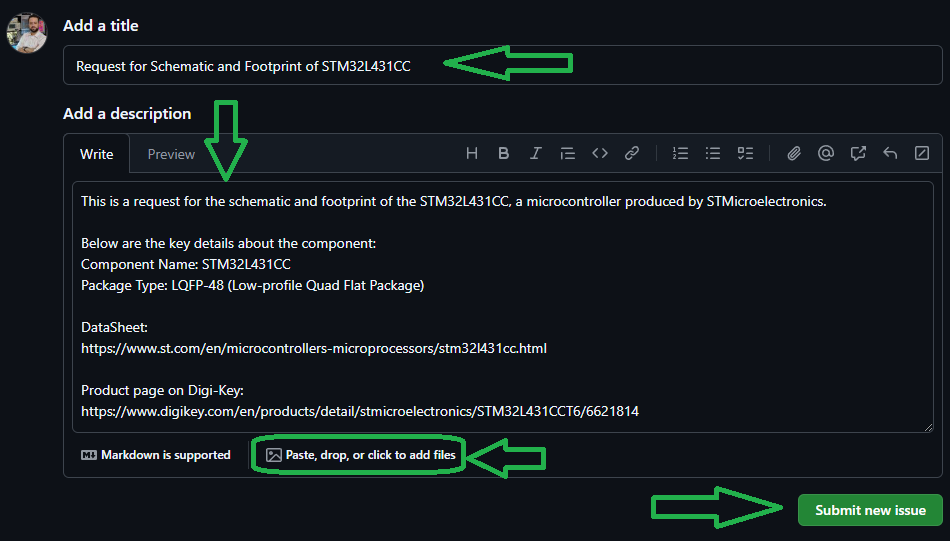 Add a title
Request for Schematic and Footprint of STM32L431CC
Add a description
Write
Preview
This is a request for the schematic and footprint of the STM32L431CC, a microcontroller produced by STMicroelectronics.
Below are the key details about the component:
Component Name: STM32L431CC
Package Type: LQFP-48 (Low-profile Quad Flat Package)
DataSheet:
https://www.st.com/en/microcontrollers-microprocessors/stm32l431cc.html
Product page on Digi-Key:
https://www.digikey.com/en/products/detail/stmicroelectronics/STM32L431CCT6/6621814
Markdown is supported
Paste, drop, or click to add files
Submit new issue